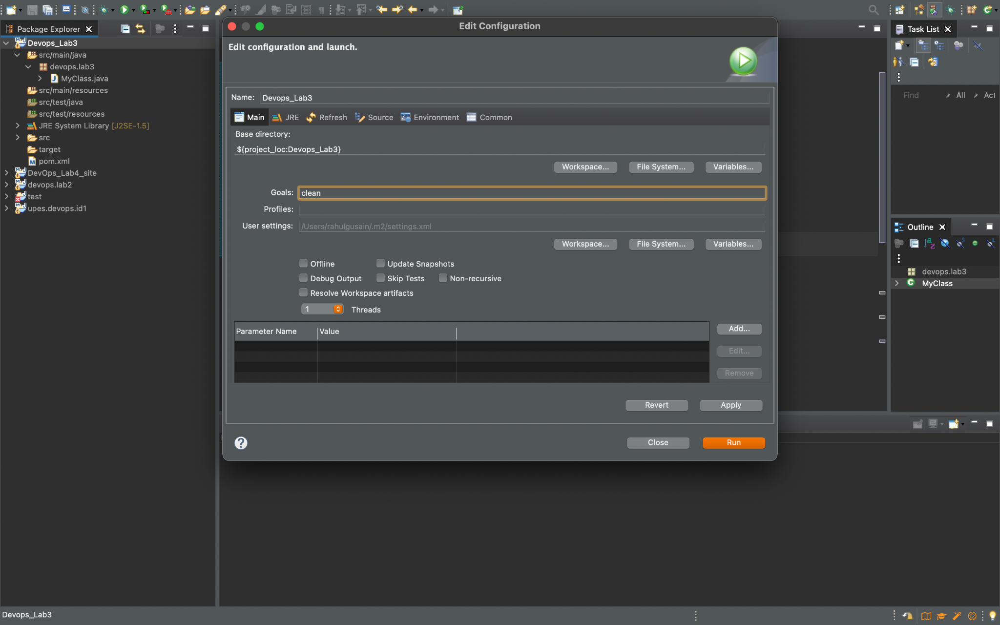 Package Explorer
Devops_Lab3
src/main/java
devops.lab3
MyClass.java
src/main/resources
src/test/java
src/test/resources
JRE System Library [J2SE-1.5]
src
target
pom.xml
DevOps_Lab4_site
devops.lab2
test
upes.devops.id1
Edit Configuration
Edit configuration and launch.
Name: Devops_Lab3
Main JRE Refresh Source Environment Common
Base directory:
${project_loc:Devops_Lab3}
Workspace... File System... Variables...
Goals: clean
Profiles:
User settings: /Users/rahulgusain/.m2/settings.xml
Workspace... File System... Variables...
Offline Update Snapshots
Debug Output Skip Tests Non-recursive
Resolve Workspace artifacts
1 Threads
Parameter Name Value
Add...
Edit...
Remove
Revert Apply
Close Run
Task List
Find All Act
Outline
devops.lab3
MyClass
Devops_Lab3